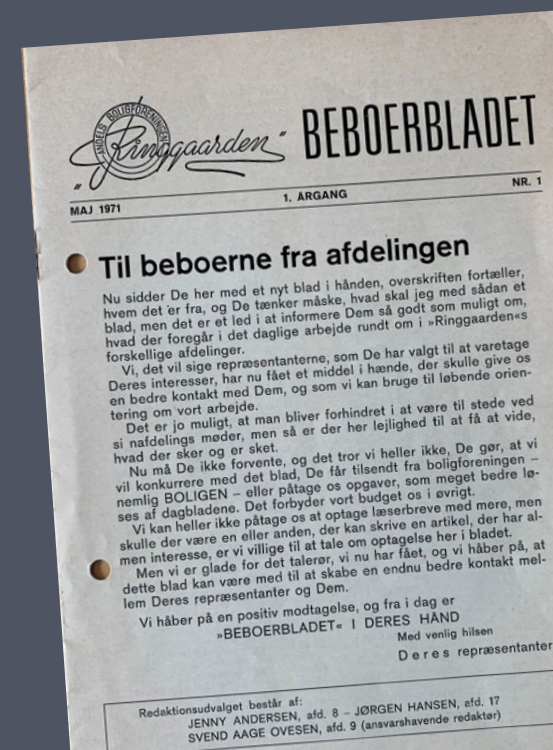 ANDELS BOLIGFORENINGEN
„Ringgaarden”
BEBOERBLADET
MAJ 1971
1. ÅRGANG
NR. 1
Til beboerne fra afdelingen
Nu sidder De her med et nyt blad i hånden, overskriften fortæller,
hvem det er fra, og De tænker måske, hvad skal jeg med sådan et
blad, men det er et led i at informere Dem så godt som muligt om,
hvad der foregår i det daglige arbejde rundt om i »Ringgaarden«s
forskellige afdelinger.
Vi, det vil sige repræsentanterne, som De har valgt til at varetage
Deres interesser, har nu fået et middel i hænde, der skulle give os
en bedre kontakt med Dem, og som vi kan bruge til løbende orien-
tering om vort arbejde.
Det er jo muligt, at man bliver forhindret i at være til stede ved
si nafdelings møder, men så er der her lejlighed til at få at vide,
hvad der sker og er sket.
Nu må De ikke forvente, og det tror vi heller ikke, De gør, at vi
vil konkurrere med det blad, De får tilsendt fra boligforeningen –
nemlig BOLIGEN – eller påtage os opgaver, som meget bedre lø-
ses af dagbladene. Det forbyder vort budget os i øvrigt.
Vi kan heller ikke påtage os at optage læserbreve med mere, men
skulle der være en eller anden, der kan skrive en artikel, der har al-
men interesse, er vi villige til at tale om optagelse her i bladet.
Men vi er glade for det talerør, vi nu har fået, og vi håber på, at
dette blad kan være med til at skabe en endnu bedre kontakt mel-
lem Deres repræsentanter og Dem.
Vi håber på en positiv modtagelse, og fra i dag er
»BEBOERBLADET« I DERES HÅND
Med venlig hilsen
Deres repræsentanter
Redaktionsudvalget består af:
JENNY ANDERSEN, afd. 8 – JØRGEN HANSEN, afd. 17
SVEND AAGE OVESEN, afd. 9 (ansvarshavende redaktør)